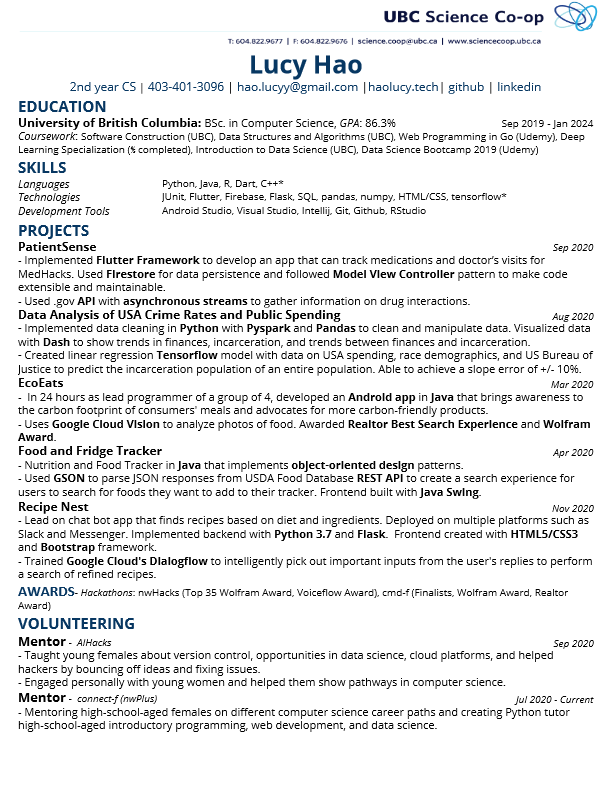 UBC Science Co-op
T: 604.822.9677 | F: 604.822.9676 | science.coop@ubc.ca | www.sciencecoop.ubc.ca
Lucy Hao
2nd year CS | 403-401-3096 | hao.lucyy@gmail.com |haolucy.tech| github | linkedin
EDUCATION
University of British Columbia: BSc. in Computer Science, GPA: 86.3% Sep 2019 - Jan 2024
Coursework: Software Construction (UBC), Data Structures and Algorithms (UBC), Web Programming in Go (Udemy), Deep
Learning Specialization (⅗ completed), Introduction to Data Science (UBC), Data Science Bootcamp 2019 (Udemy)
SKILLS
Languages Python, Java, R, Dart, C++*
Technologies JUnit, Flutter, Firebase, Flask, SQL, pandas, numpy, HTML/CSS, tensorflow*
Development Tools Android Studio, Visual Studio, Intellij, Git, Github, RStudio
PROJECTS
PatientSense Sep 2020
- Implemented Flutter Framework to develop an app that can track medications and doctor's visits for
MedHacks. Used Firestore for data persistence and followed Model View Controller pattern to make code
extensible and maintainable.
- Used .gov API with asynchronous streams to gather information on drug interactions.
Data Analysis of USA Crime Rates and Public Spending Aug 2020
- Implemented data cleaning in Python with Pyspark and Pandas to clean and manipulate data. Visualized data
with Dash to show trends in finances, incarceration, and trends between finances and incarceration.
- Created linear regression Tensorflow model with data on USA spending, race demographics, and US Bureau of
Justice to predict the incarceration population of an entire population. Able to achieve a slope error of +/- 10%.
EcoEats Mar 2020
- In 24 hours as lead programmer of a group of 4, developed an Android app in Java that brings awareness to
the carbon footprint of consumers' meals and advocates for more carbon-friendly products.
- Uses Google Cloud Vision to analyze photos of food. Awarded Realtor Best Search Experience and Wolfram
Award.
Food and Fridge Tracker Apr 2020
- Nutrition and Food Tracker in Java that implements object-oriented design patterns.
- Used GSON to parse JSON responses from USDA Food Database REST API to create a search experience for
users to search for foods they want to add to their tracker. Frontend built with Java Swing.
Recipe Nest Nov 2020
- Lead on chat bot app that finds recipes based on diet and ingredients. Deployed on multiple platforms such as
Slack and Messenger. Implemented backend with Python 3.7 and Flask. Frontend created with HTML5/CSS3
and Bootstrap framework.
- Trained Google Cloud's Dialogflow to intelligently pick out important inputs from the user's replies to perform
a search of refined recipes.
AWARDS- Hackathons: nwHacks (Top 35 Wolfram Award, Voiceflow Award), cmd-f (Finalists, Wolfram Award, Realtor
Award)
VOLUNTEERING
Mentor - AIHacks Sep 2020
- Taught young females about version control, opportunities in data science, cloud platforms, and helped
hackers by bouncing off ideas and fixing issues.
- Engaged personally with young women and helped them show pathways in computer science.
Mentor - connect-f (nwPlus) Jul 2020 - Current
- Mentoring high-school-aged females on different computer science career paths and creating Python tutor
high-school-aged introductory programming, web development, and data science.